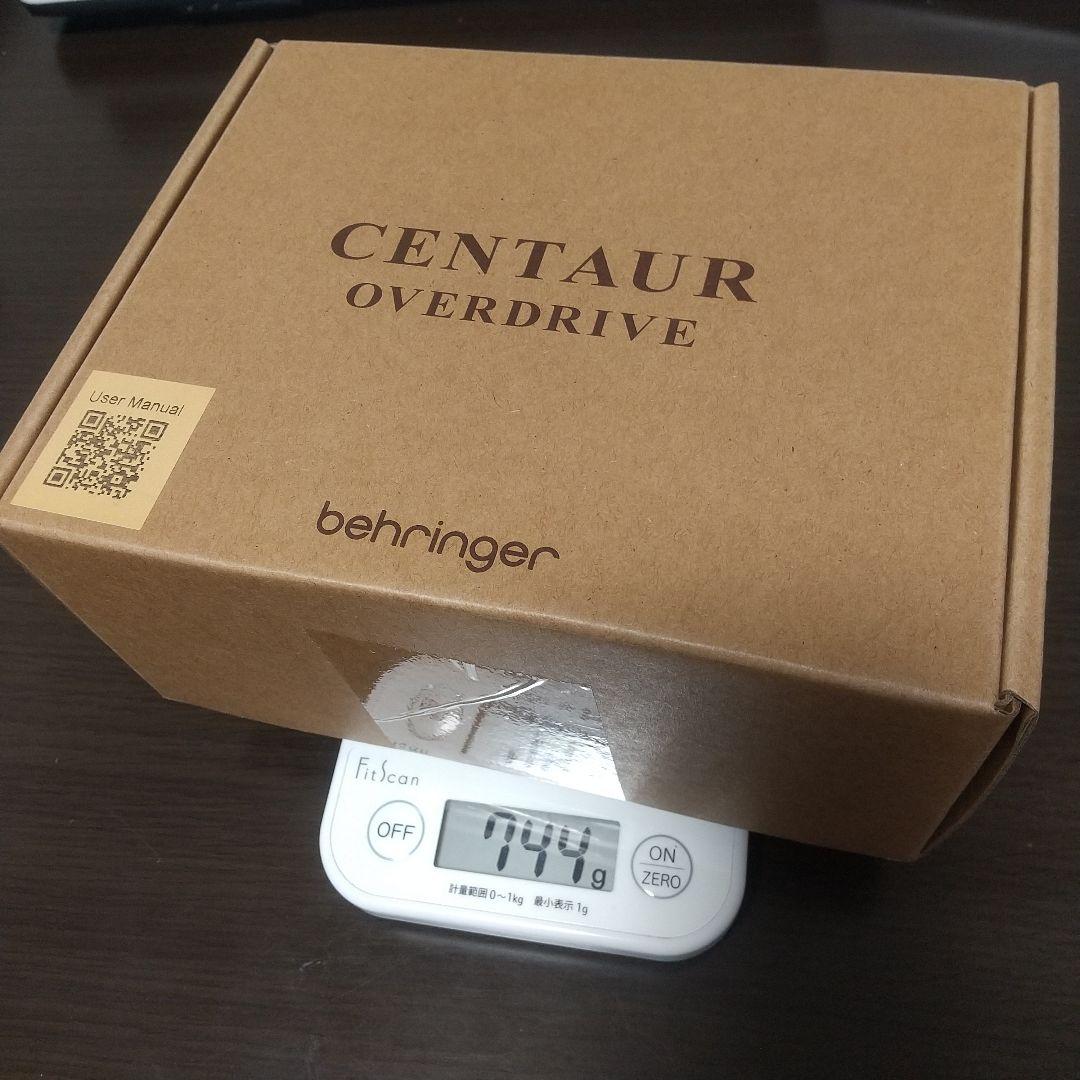 CENTAUR
OVERDRIVE
User Manual
behringer
FitScan
OFF
744g
ON
ZERO
計量範囲 0～1kg 最小表示 1g